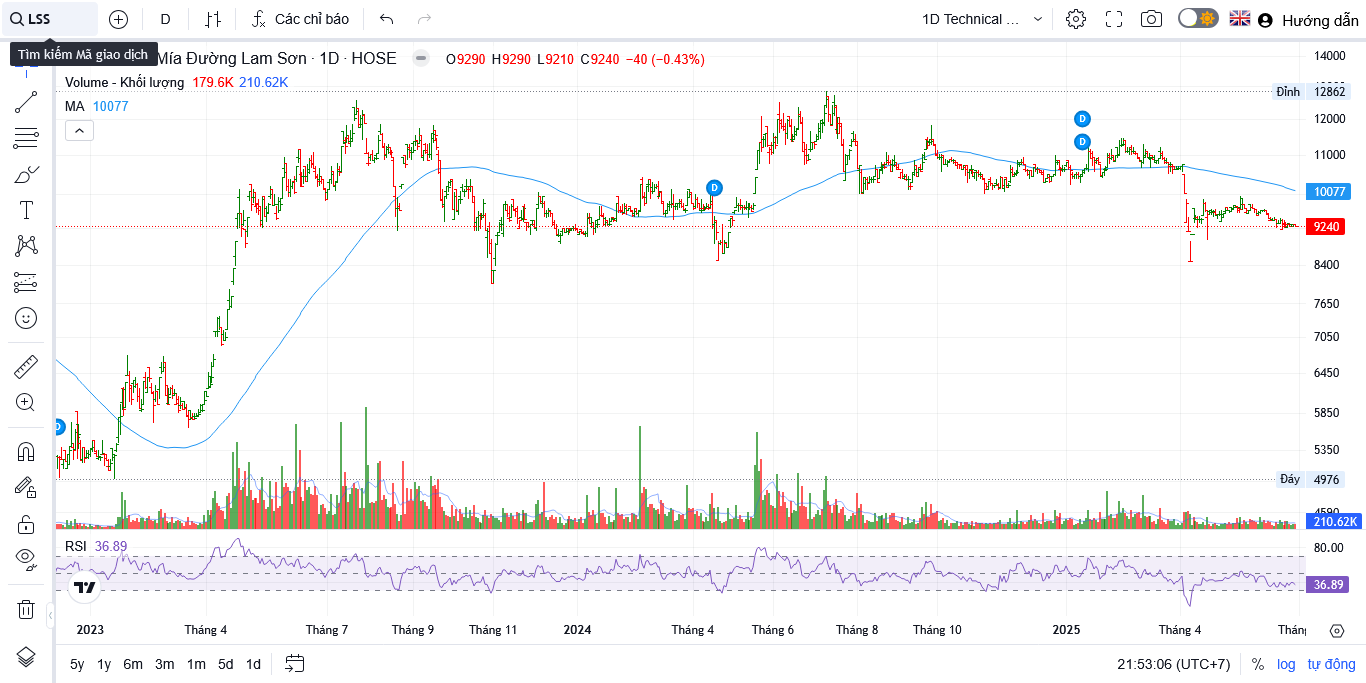 LSS
D
Các chỉ báo
1D Technical ...
Hướng dẫn
Tìm kiếm Mã giao dịch
Mía Đường Lam Sơn · 1D · HOSE
O9290 H9290 L9210 C9240 −40 (−0.43%)
Volume - Khối lượng 179.6K 210.62K
MA 10077
14000
Đỉnh 12862
12000
11000
10077
9240
8400
7650
7050
6450
5850
5350
Đáy 4976
4590
210.62K
D
D
D
D
RSI 36.89
80.00
36.89
2023 Tháng 4 Tháng 7 Tháng 9 Tháng 11 2024 Tháng 4 Tháng 6 Tháng 8 Tháng 10 2025 Tháng 4
5y 1y 6m 3m 1m 5d 1d
21:53:06 (UTC+7) % log tự động